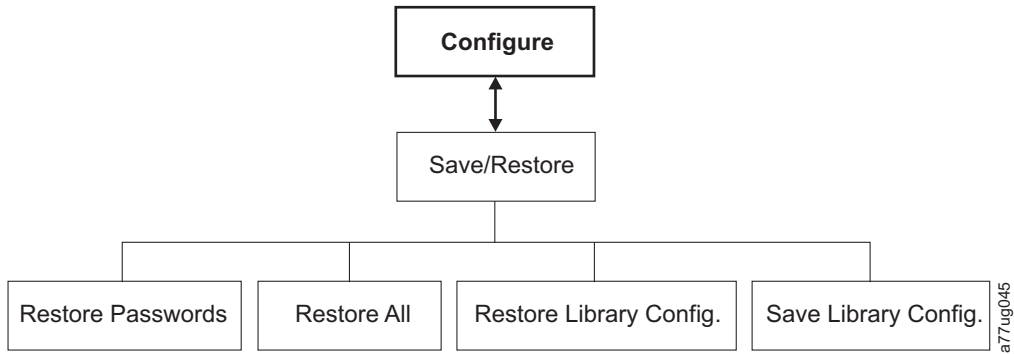 Configure
Save/Restore
Restore Passwords
Restore All
Restore Library Config.
Save Library Config.
a77ug045